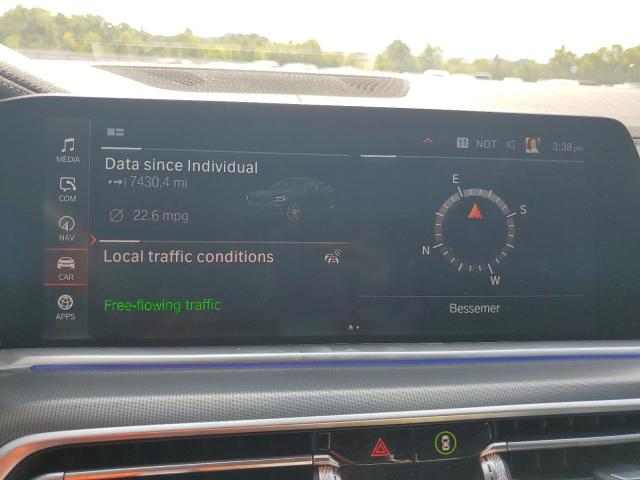 11 NOT 3:38 pm
MEDIA
COM
NAV
CAR
APPS
Data since Individual
7430.4 mi
22.6 mpg
Local traffic conditions
Free-flowing traffic
E
S
N
W
Bessemer